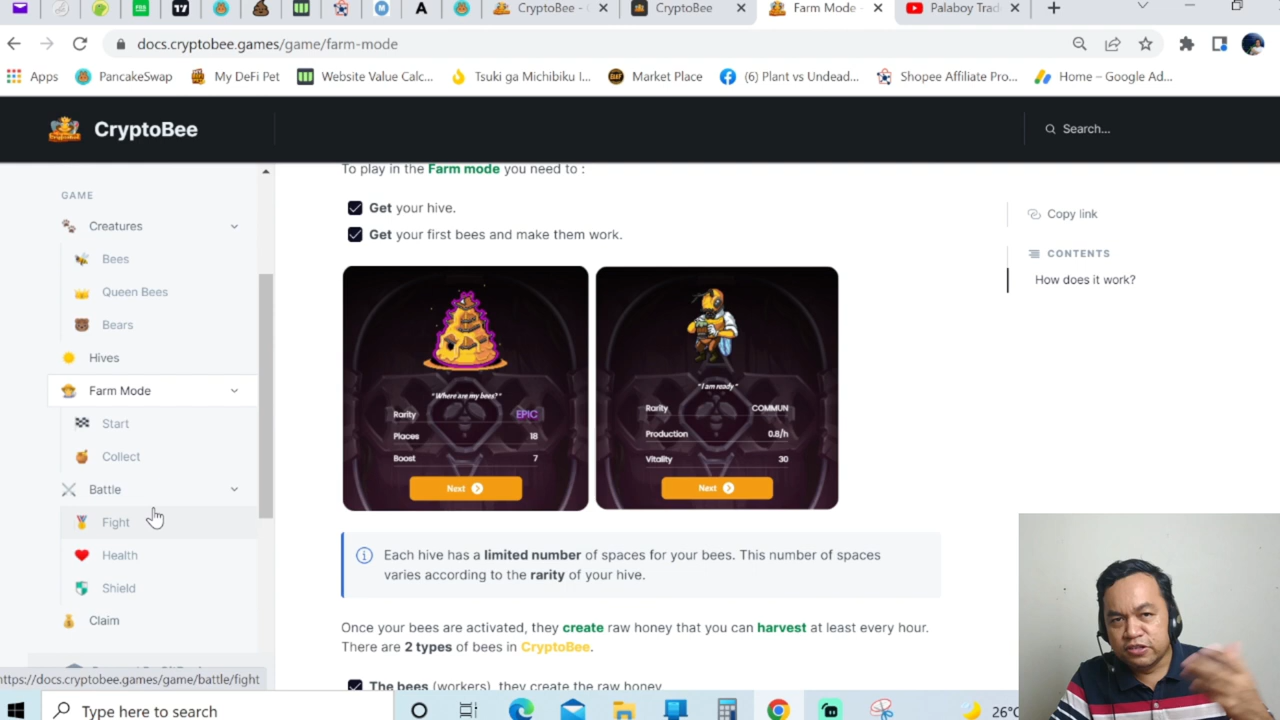 CryptoBee - (
CryptoBee
Farm Mode -
Palaboy Trad
docs.cryptobee.games/game/farm-mode
Apps
PancakeSwap
My DeFi Pet
Website Value Calc...
Tsuki ga Michibiku I...
Market Place
(6) Plant vs Undead...
Shopee Affiliate Pro...
Home – Google Ad...
CryptoBee
Search...
GAME
Creatures
Bees
Queen Bees
Bears
Hives
Farm Mode
Start
Collect
Battle
Fight
Health
Shield
Claim
https://docs.cryptobee.games/game/battle/fight
To play in the Farm mode you need to :
Get your hive.
Get your first bees and make them work.
"Where are my bees?"
Rarity EPIC
Places 18
Boost 7
Next
"I am ready"
Rarity COMMUN
Production 0.8/h
Vitality 30
Next
Each hive has a limited number of spaces for your bees. This number of spaces
varies according to the rarity of your hive.
Once your bees are activated, they create raw honey that you can harvest at least every hour.
There are 2 types of bees in CryptoBee.
The bees (workers), they create the raw honey
Copy link
CONTENTS
How does it work?
Type here to search
26°C